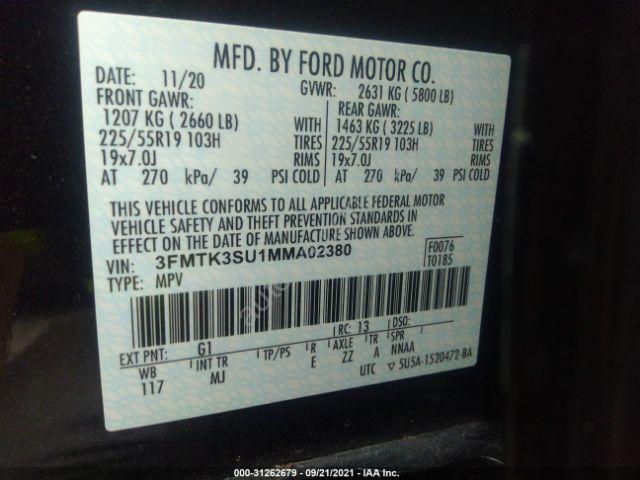 MFD. BY FORD MOTOR CO.
DATE: 11/20 GVWR: 2631 KG ( 5800 LB)
FRONT GAWR: REAR GAWR:
1207 KG ( 2660 LB) WITH 1463 KG ( 3225 LB) WITH
225/55R19 103H TIRES 225/55R19 103H TIRES
19x7.0J RIMS 19x7.0J RIMS
AT 270 kPa/ 39 PSI COLD AT 270 kPa/ 39 PSI COLD
THIS VEHICLE CONFORMS TO ALL APPLICABLE FEDERAL MOTOR
VEHICLE SAFETY AND THEFT PREVENTION STANDARDS IN
EFFECT ON THE DATE OF MANUFACTURE SHOWN ABOVE.
VIN: 3FMTK3SU1MMA02380 F0076
TYPE: MPV T0185
EXT PNT: G1 RC: 13 DSO:
WB INT TR TP/PS R AXLE TR SPR
117 MJ E ZZ A NNAA
UTC ▽ 5U5A-1520472-BA
000-31262679 - 09/21/2021 - IAA Inc.